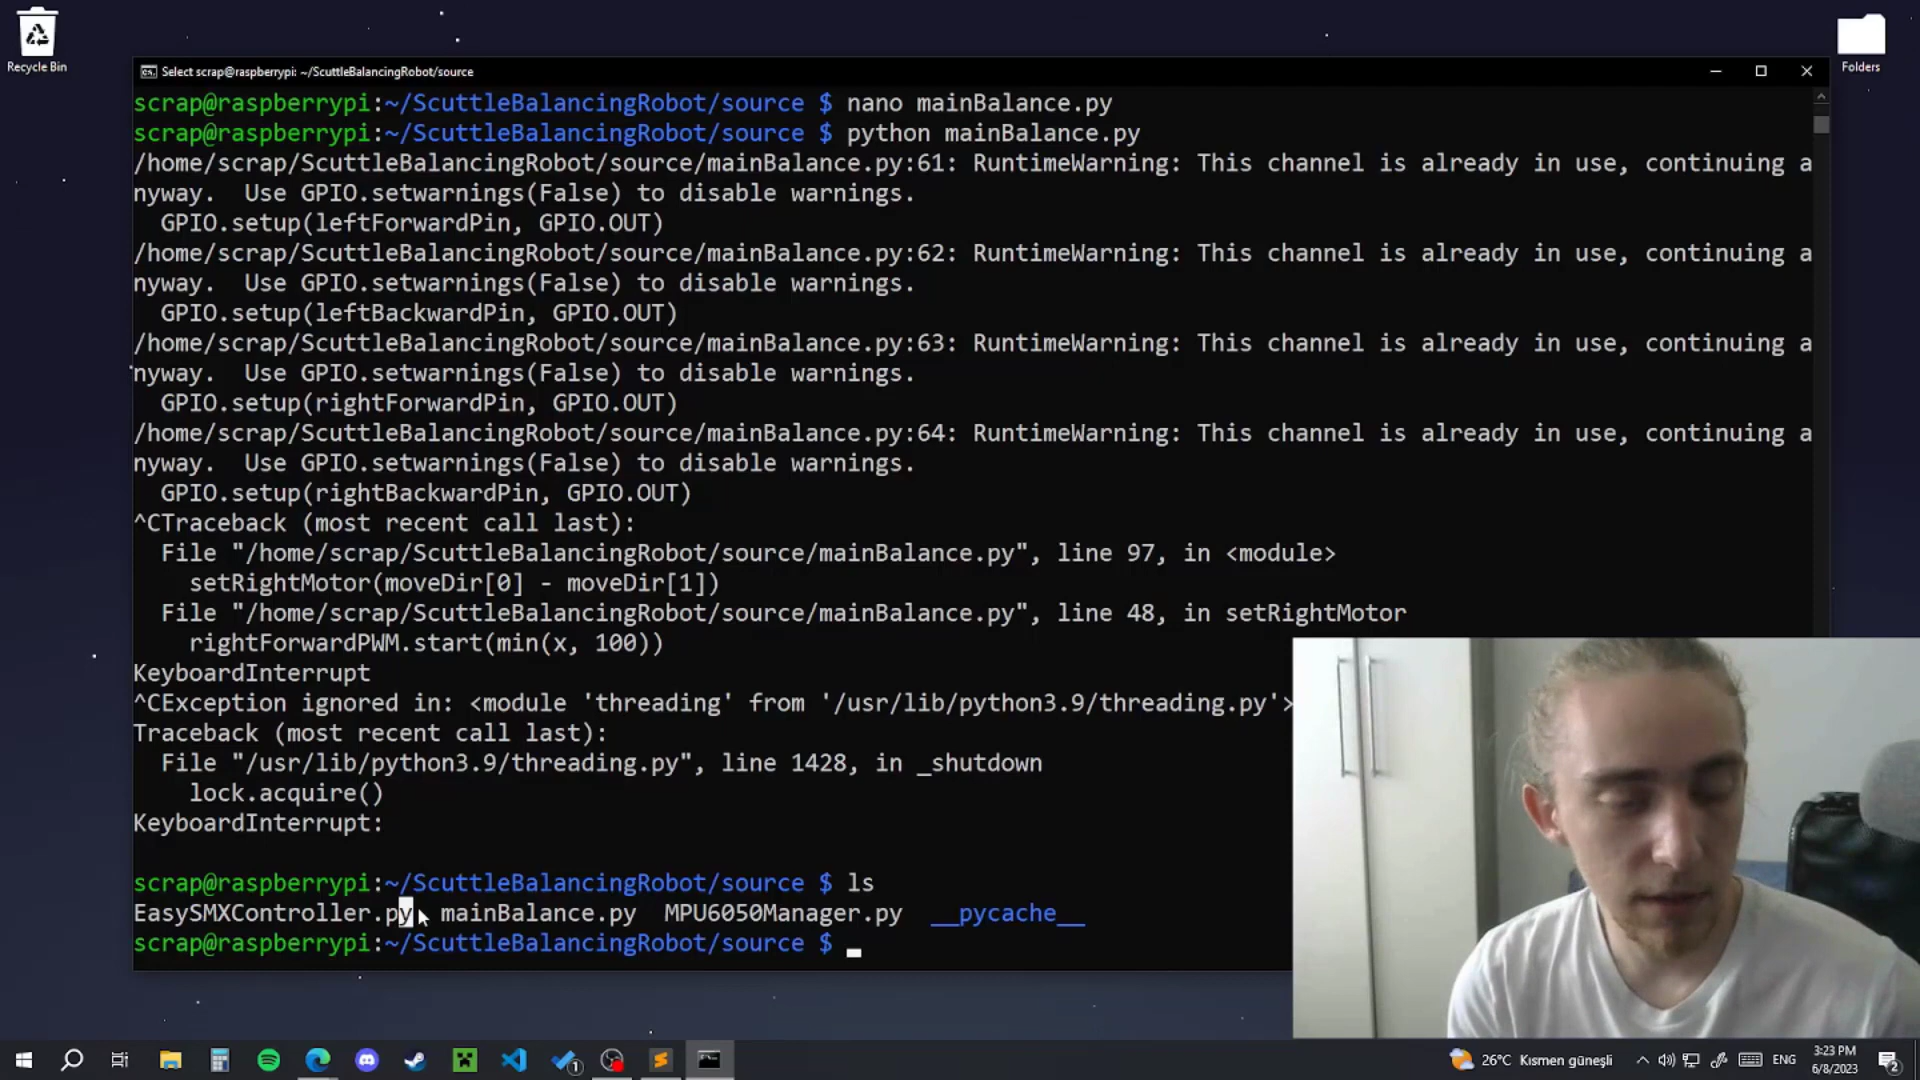 Recycle Bin
Folders
Select scrap@raspberrypi: ~/ScuttleBalancingRobot/source
scrap@raspberrypi:~/ScuttleBalancingRobot/source $ nano mainBalance.py
scrap@raspberrypi:~/ScuttleBalancingRobot/source $ python mainBalance.py
/home/scrap/ScuttleBalancingRobot/source/mainBalance.py:61: RuntimeWarning: This channel is already in use, continuing a
nyway.  Use GPIO.setwarnings(False) to disable warnings.
  GPIO.setup(leftForwardPin, GPIO.OUT)
/home/scrap/ScuttleBalancingRobot/source/mainBalance.py:62: RuntimeWarning: This channel is already in use, continuing a
nyway.  Use GPIO.setwarnings(False) to disable warnings.
  GPIO.setup(leftBackwardPin, GPIO.OUT)
/home/scrap/ScuttleBalancingRobot/source/mainBalance.py:63: RuntimeWarning: This channel is already in use, continuing a
nyway.  Use GPIO.setwarnings(False) to disable warnings.
  GPIO.setup(rightForwardPin, GPIO.OUT)
/home/scrap/ScuttleBalancingRobot/source/mainBalance.py:64: RuntimeWarning: This channel is already in use, continuing a
nyway.  Use GPIO.setwarnings(False) to disable warnings.
  GPIO.setup(rightBackwardPin, GPIO.OUT)
^CTraceback (most recent call last):
  File "/home/scrap/ScuttleBalancingRobot/source/mainBalance.py", line 97, in <module>
    setRightMotor(moveDir[0] - moveDir[1])
  File "/home/scrap/ScuttleBalancingRobot/source/mainBalance.py", line 48, in setRightMotor
    rightForwardPWM.start(min(x, 100))
KeyboardInterrupt
^CException ignored in: <module 'threading' from '/usr/lib/python3.9/threading.py'>
Traceback (most recent call last):
  File "/usr/lib/python3.9/threading.py", line 1428, in _shutdown
    lock.acquire()
KeyboardInterrupt:
scrap@raspberrypi:~/ScuttleBalancingRobot/source $ ls
EasySMXController.py  mainBalance.py  MPU6050Manager.py  __pycache__
scrap@raspberrypi:~/ScuttleBalancingRobot/source $
1
26°C Kısmen güneşli
ENG
3:23 PM
6/8/2023
2